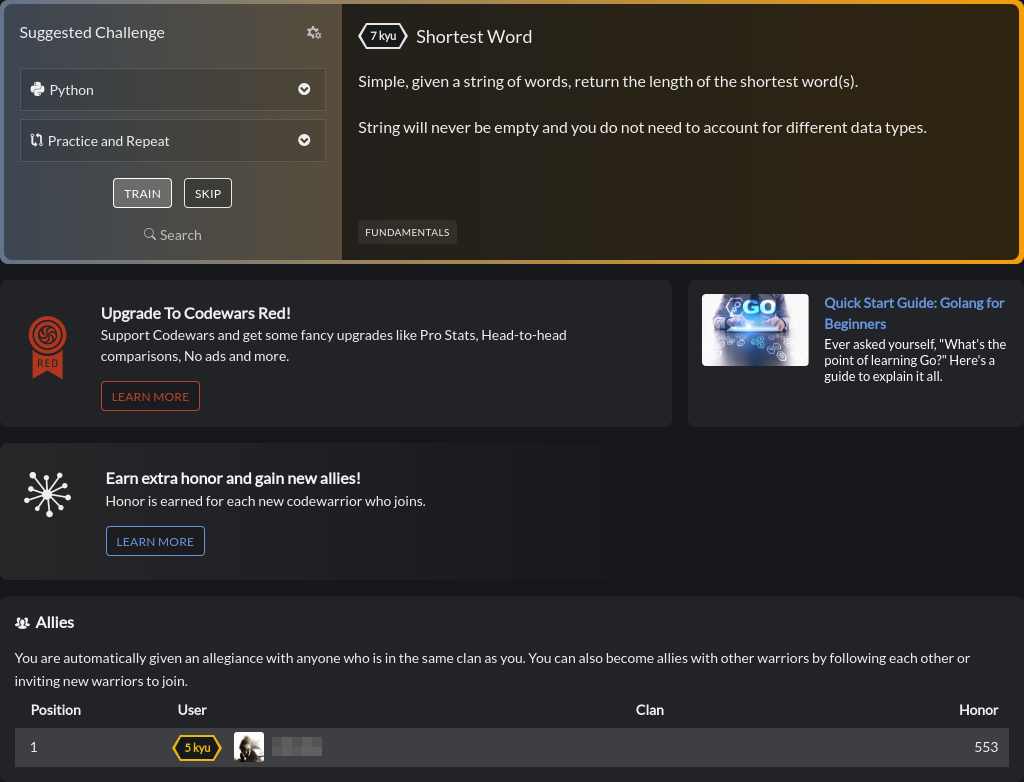 Suggested Challenge
Python
Practice and Repeat
TRAIN
SKIP
Search
7 kyu
Shortest Word
Simple, given a string of words, return the length of the shortest word(s).
String will never be empty and you do not need to account for different data types.
FUNDAMENTALS
RED
Upgrade To Codewars Red!
Support Codewars and get some fancy upgrades like Pro Stats, Head-to-head
comparisons, No ads and more.
LEARN MORE
GO
Quick Start Guide: Golang for
Beginners
Ever asked yourself, "What's the
point of learning Go?" Here's a
guide to explain it all.
Earn extra honor and gain new allies!
Honor is earned for each new codewarrior who joins.
LEARN MORE
Allies
You are automatically given an allegiance with anyone who is in the same clan as you. You can also become allies with other warriors by following each other or
inviting new warriors to join.
Position User Clan Honor
1 5 kyu 553